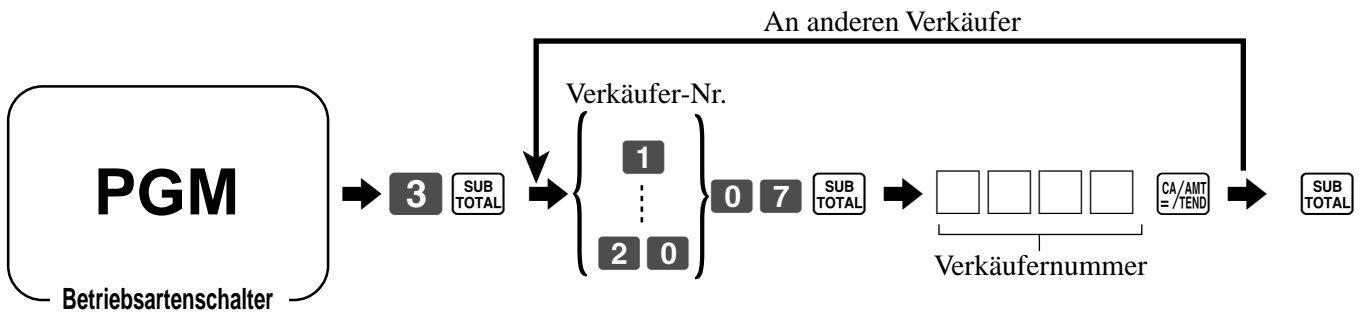 An anderen Verkäufer
Verkäufer-Nr.
PGM
3 SUB TOTAL
1
2 0
0 7 SUB TOTAL
CA/AMT
= /TEND
SUB TOTAL
Verkäufernummer
Betriebsartenschalter